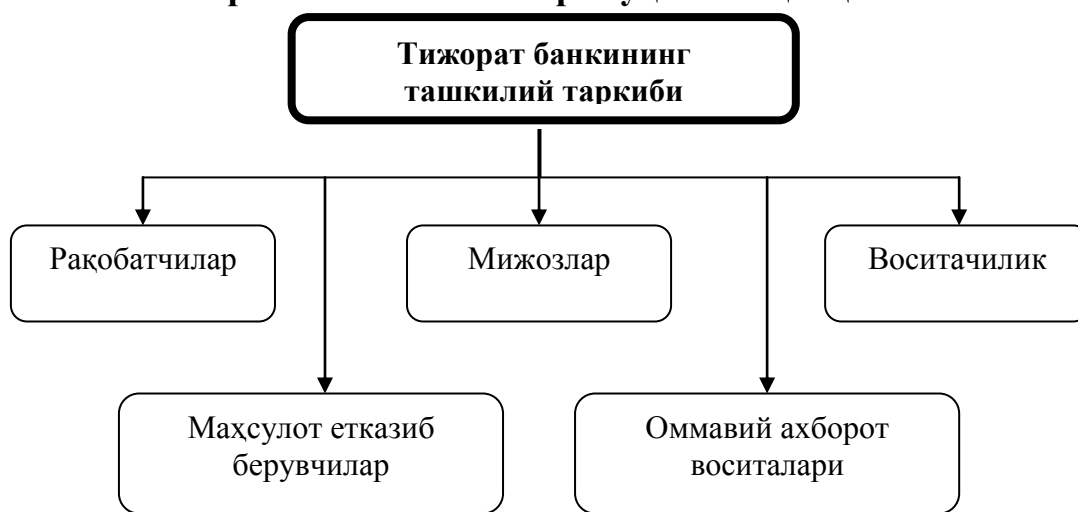 Тижорат банкининг
ташкилий таркиби
Рақобатчилар
Мижозлар
Воситачилик
Маҳсулот етказиб
берувчилар
Оммавий ахборот
воситалари